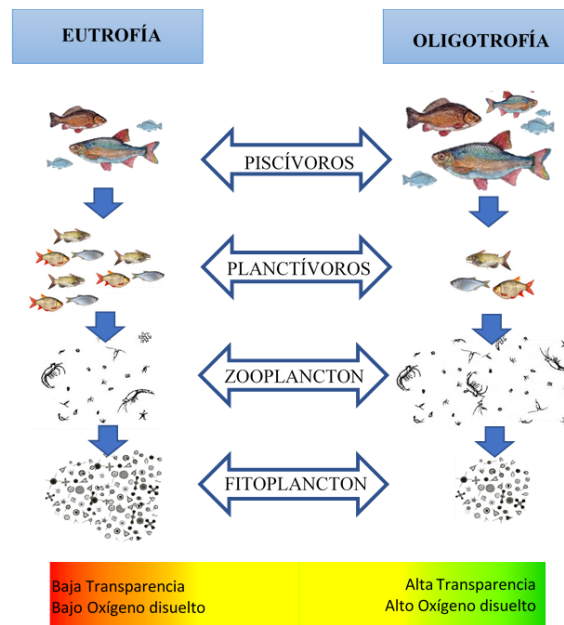 EUTROFÍA
OLIGOTROFÍA
PISCÍVOROS
PLANCTÍVOROS
ZOOPLANCTON
FITOPLANCTON
Baja Transparencia
Bajo Oxígeno disuelto
Alta Transparencia
Alto Oxígeno disuelto